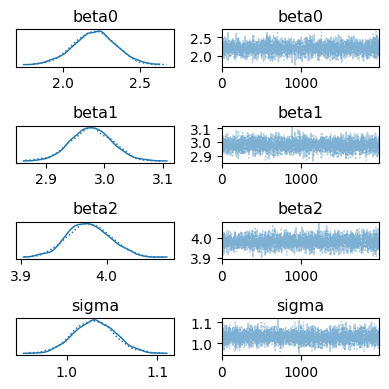 beta0 beta0
2.5
2.0
2.0 2.5 0 1000
beta1 beta1
3.1
3.0
2.9
2.9 3.0 3.1 0 1000
beta2 beta2
4.0
3.9
3.9 4.0 0 1000
sigma sigma
1.1
1.0
1.0 1.1 0 1000